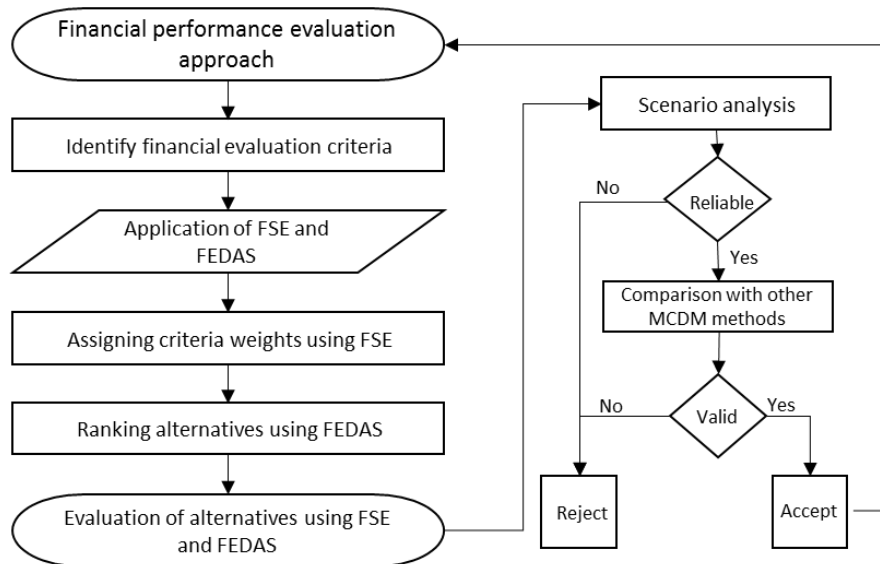 Financial performance evaluation
approach
Identify financial evaluation criteria
Application of FSE and
FEDAS
Assigning criteria weights using FSE
Ranking alternatives using FEDAS
Evaluation of alternatives using FSE
and FEDAS
Scenario analysis
No
Reliable
Yes
Comparison with other
MCDM methods
No
Valid
Yes
Reject
Accept